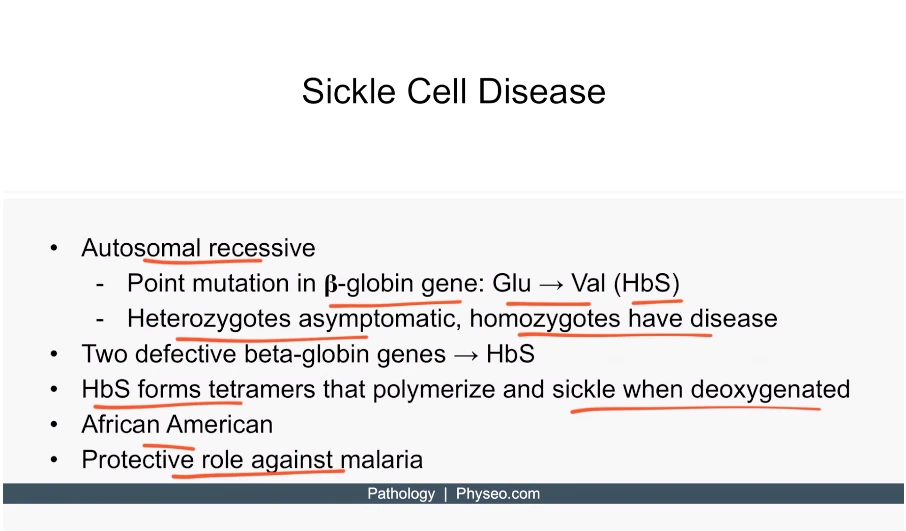 Sickle Cell Disease
• Autosomal recessive
- Point mutation in β-globin gene: Glu → Val (HbS)
- Heterozygotes asymptomatic, homozygotes have disease
• Two defective beta-globin genes → HbS
• HbS forms tetramers that polymerize and sickle when deoxygenated
• African American
• Protective role against malaria
Pathology | Physeo.com